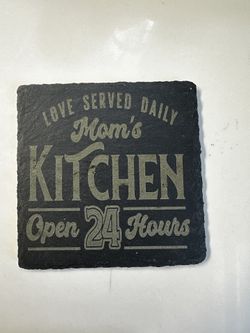 LOVE SERVED DAILY
Mom's
KITCHEN
Open 24 Hours